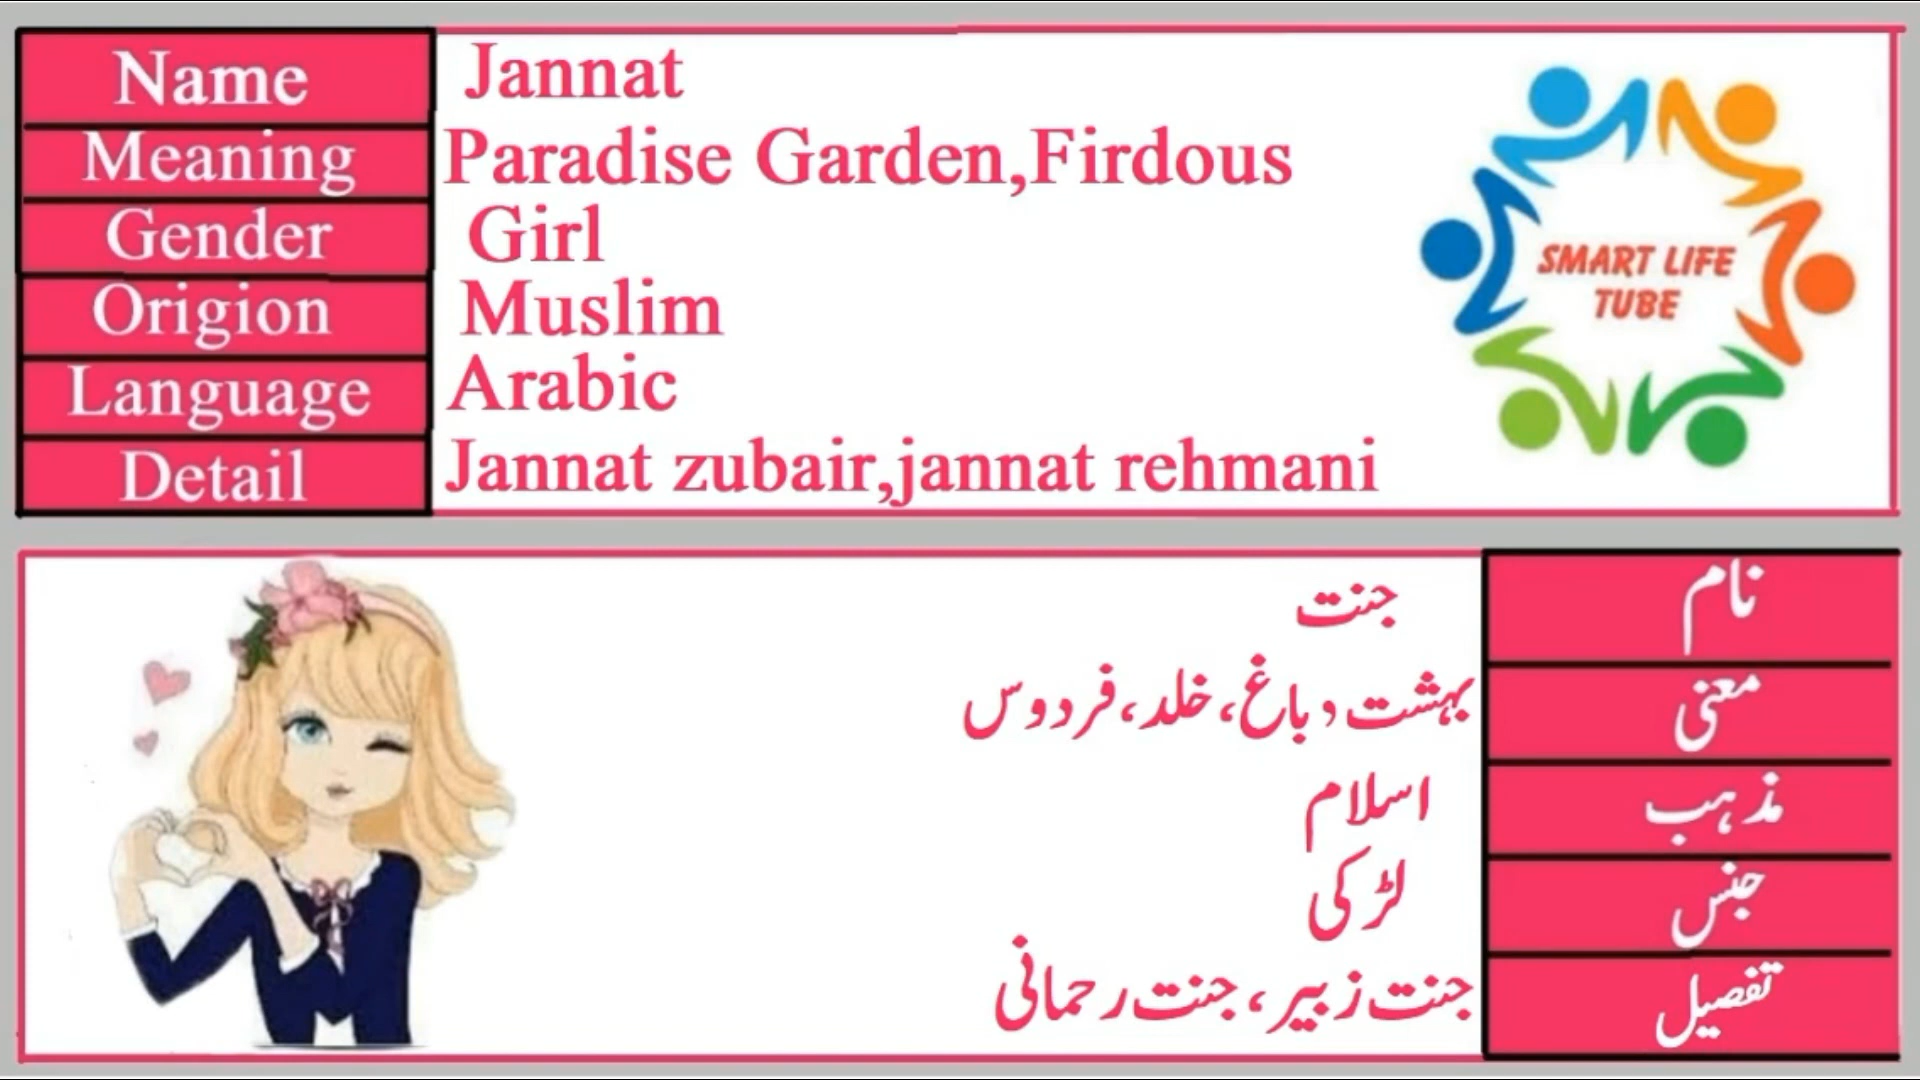 Name Jannat
Meaning Paradise Garden,Firdous
Gender Girl
Origion Muslim
Language Arabic
Detail Jannat zubair,jannat rehmani
SMART LIFE
TUBE
نام جنت
معنی بہشت و باغ، خلد، فردوس
مذہب اسلام
جنس لڑکی
تفصیل جنت زبیر، جنت رحمانی